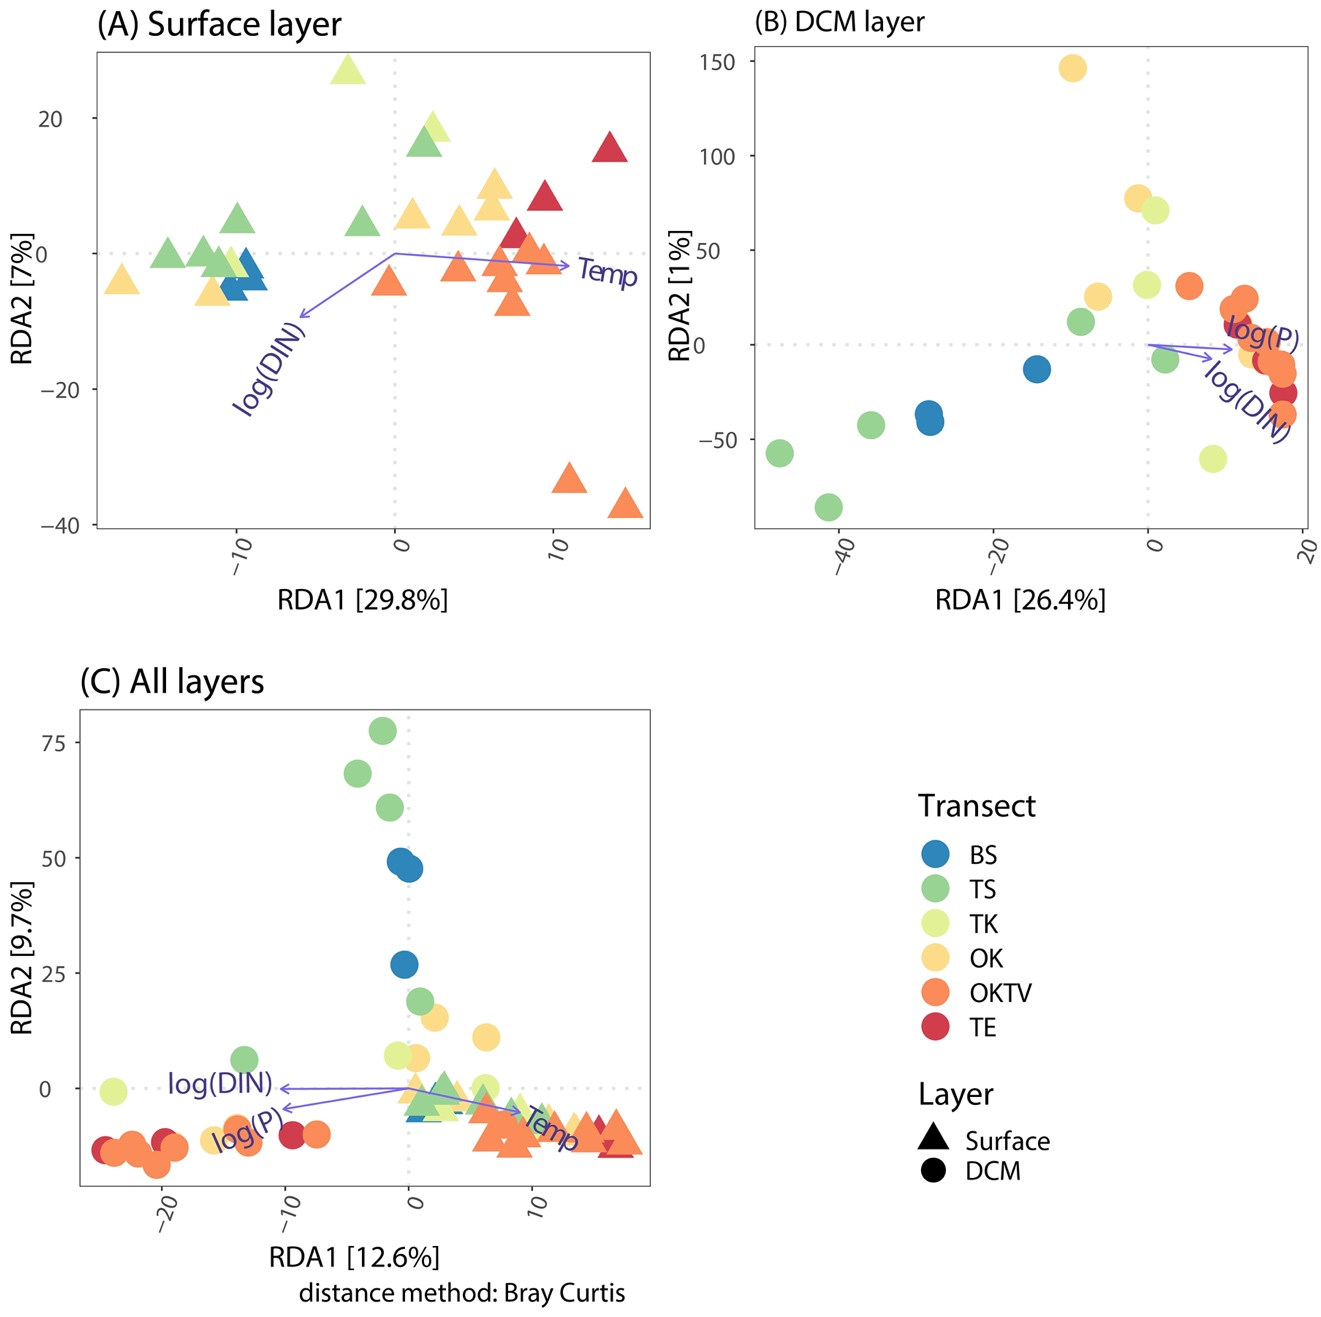 (A) Surface layer
20
0
−20
−40
RDA2 [7%]
Temp
log(DIN)
−10
0
10
RDA1 [29.8%]
(B) DCM layer
150
100
50
0
−50
RDA2 [1%]
log(P)
log(DIN)
−40
−20
0
20
RDA1 [26.4%]
(C) All layers
75
50
25
0
RDA2 [9.7%]
log(DIN)
log(P)
Temp
−20
−10
0
10
RDA1 [12.6%]
distance method: Bray Curtis
Transect
BS
TS
TK
OK
OKTV
TE
Layer
Surface
DCM